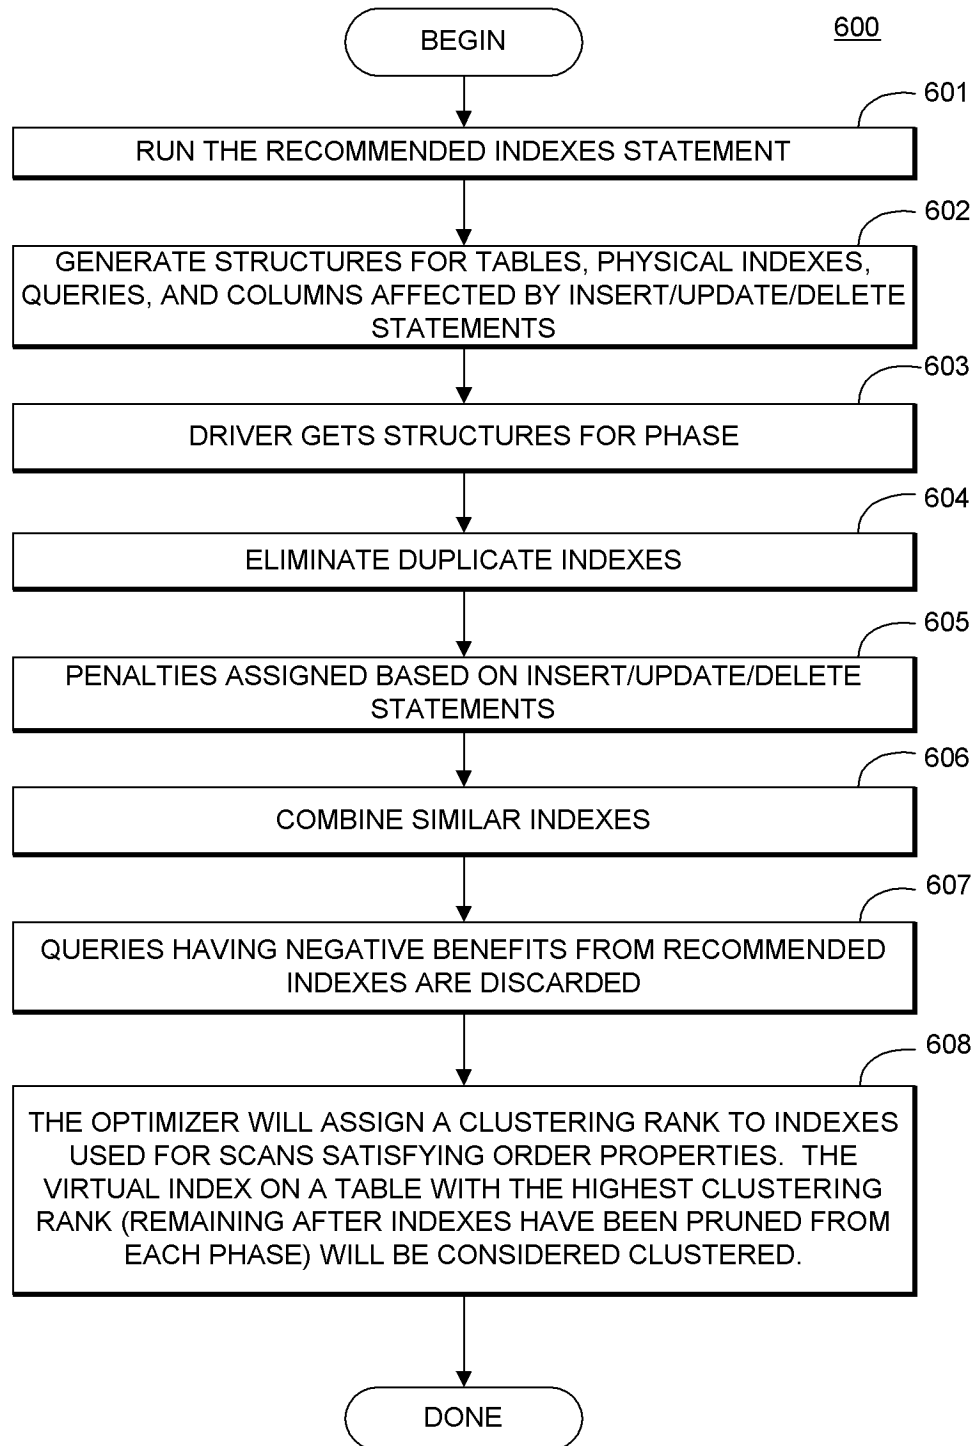 BEGIN
600
601
RUN THE RECOMMENDED INDEXES STATEMENT
602
GENERATE STRUCTURES FOR TABLES, PHYSICAL INDEXES,
QUERIES, AND COLUMNS AFFECTED BY INSERT/UPDATE/DELETE
STATEMENTS
603
DRIVER GETS STRUCTURES FOR PHASE
604
ELIMINATE DUPLICATE INDEXES
605
PENALTIES ASSIGNED BASED ON INSERT/UPDATE/DELETE
STATEMENTS
606
COMBINE SIMILAR INDEXES
607
QUERIES HAVING NEGATIVE BENEFITS FROM RECOMMENDED
INDEXES ARE DISCARDED
608
THE OPTIMIZER WILL ASSIGN A CLUSTERING RANK TO INDEXES
USED FOR SCANS SATISFYING ORDER PROPERTIES. THE
VIRTUAL INDEX ON A TABLE WITH THE HIGHEST CLUSTERING
RANK (REMAINING AFTER INDEXES HAVE BEEN PRUNED FROM
EACH PHASE) WILL BE CONSIDERED CLUSTERED.
DONE